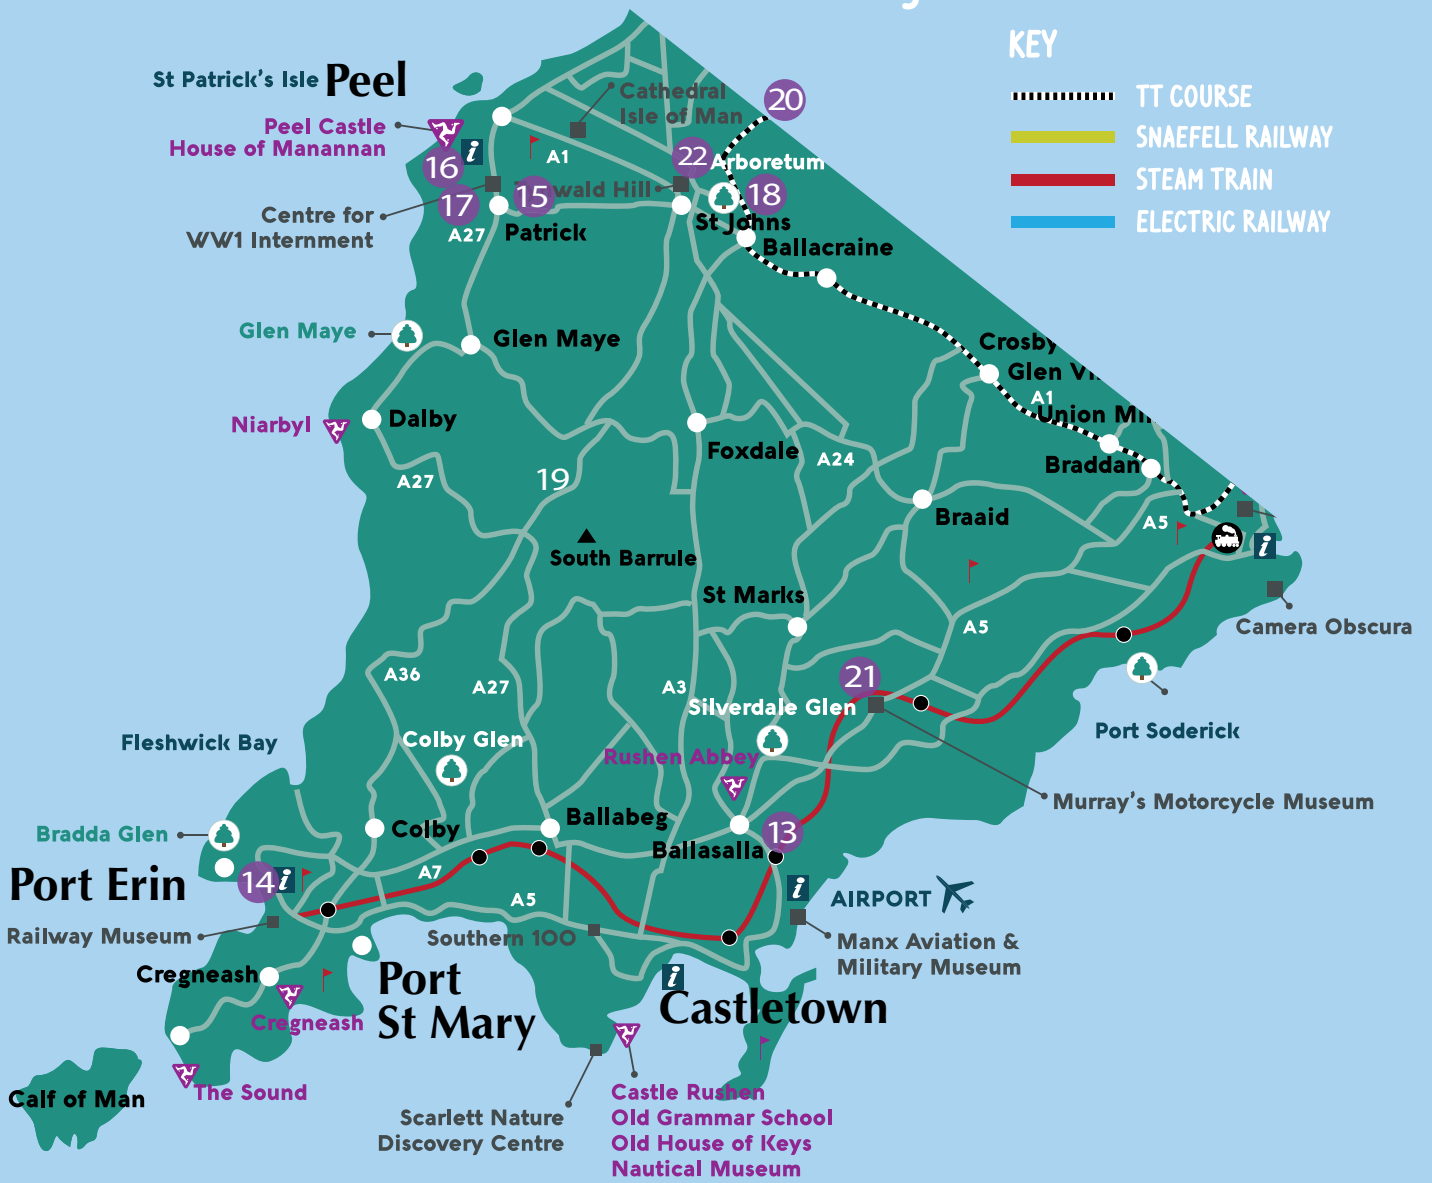 KEY
TT COURSE
SNAEFELL RAILWAY
STEAM TRAIN
ELECTRIC RAILWAY
St Patrick's Isle
Peel
Cathedral
Isle of Man
20
Peel Castle
House of Manannan
i
A1
22
Arboretum
16
17
15
Hill
18
Centre for
WW1 Internment
A27
Patrick
St Johns
Ballacraine
Glen Maye
Glen Maye
Crosby
Glen
A1
Union
Niarbyl
Dalby
Foxdale
A24
Braddan
A27
19
Braaid
A5
i
South Barrule
St Marks
A5
Camera Obscura
A36
A27
A3
21
Silverdale Glen
Port Soderick
Fleshwick Bay
Colby Glen
Rushen Abbey
Murray's Motorcycle Museum
Bradda Glen
Colby
Ballabeg
13
Ballasalla
Port Erin
14
i
A7
A5
i
AIRPORT
Railway Museum
Southern 100
Manx Aviation &
Military Museum
Cregneash
Port
St Mary
i
Castletown
Cregneash
Calf of Man
The Sound
Castle Rushen
Old Grammar School
Old House of Keys
Nautical Museum
Scarlett Nature
Discovery Centre